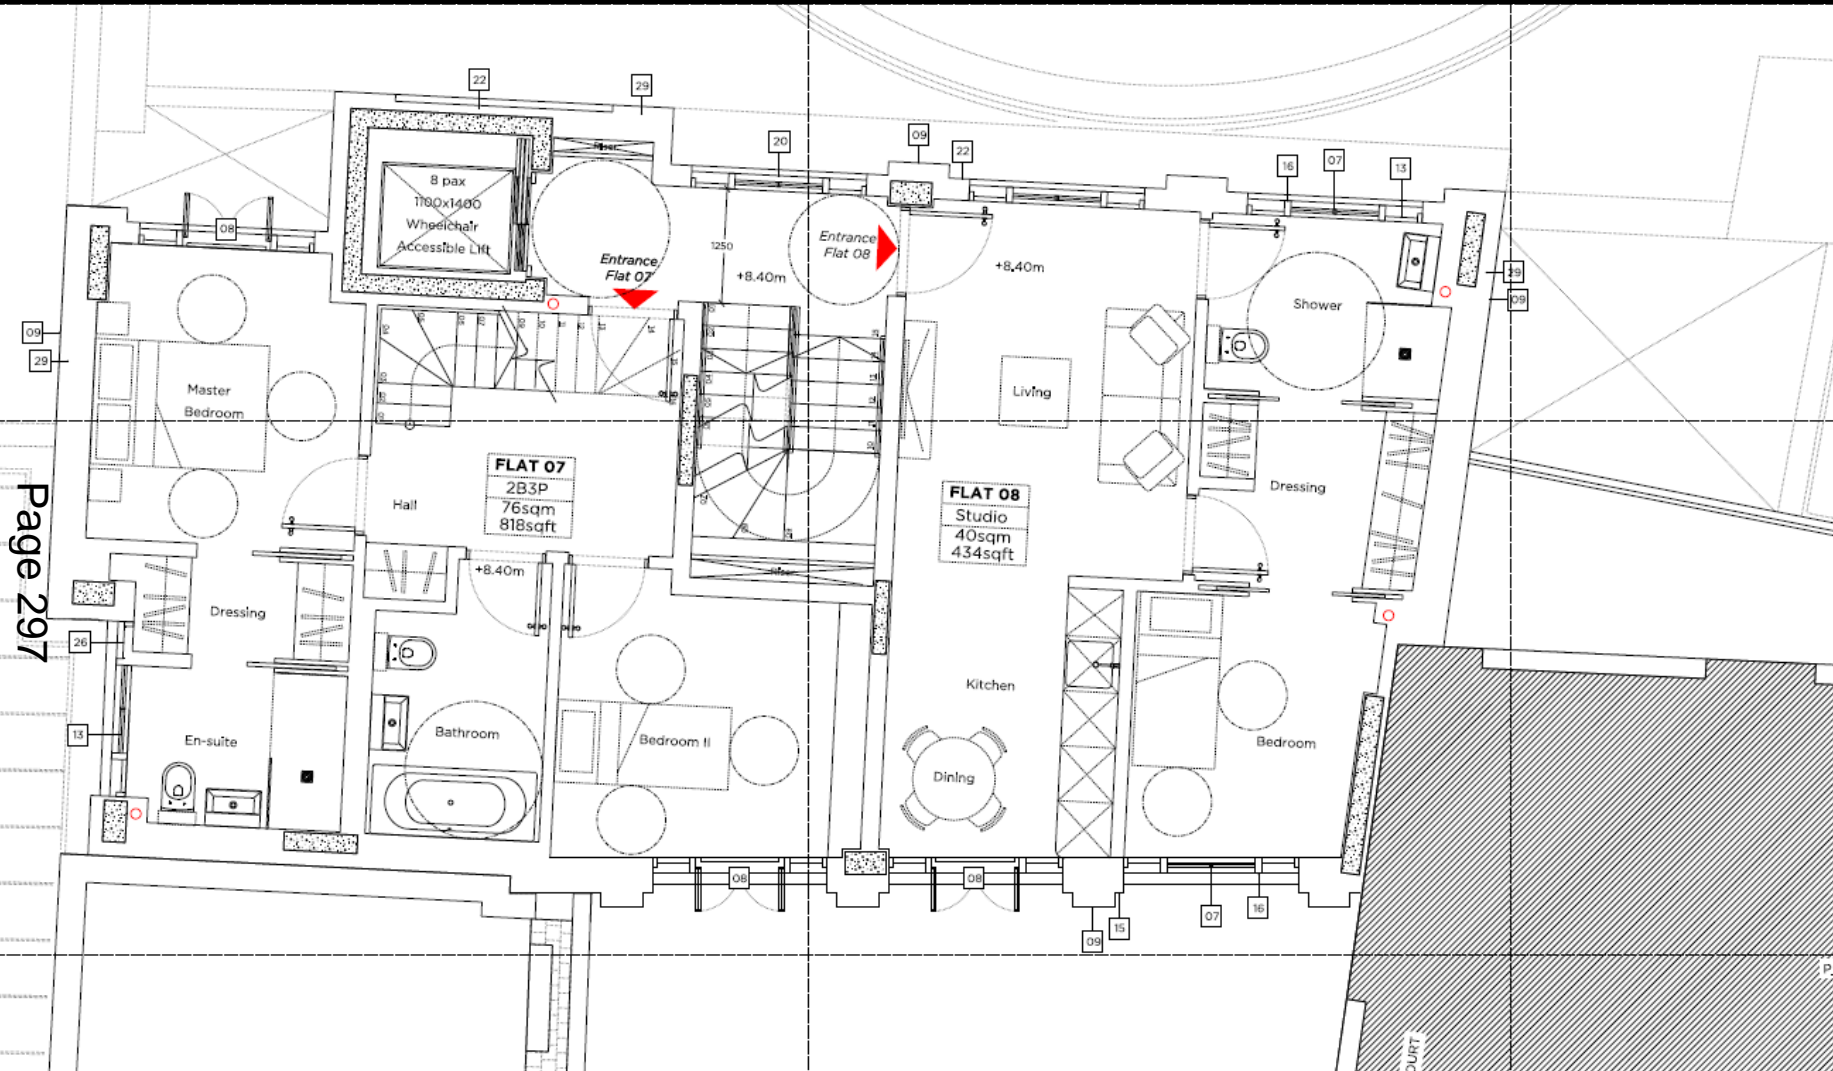 22
29
20
09
22
16
07
13
Riser
8 pax
1100x1400
Wheelchair
Accessible Lift
08
Entrance
Flat 07
1250
+8.40m
Entrance
Flat 08
+8.40m
29
09
09
29
Shower
Master
Bedroom
Living
FLAT 07
2B3P
76sqm
818sqft
Hall
FLAT 08
Studio
40sqm
434sqft
Dressing
Page 297
+8.40m
Riser
Dressing
26
13
En-suite
Bathroom
Bedroom II
Kitchen
Dining
Bedroom
08
08
07
16
15
09
OURT